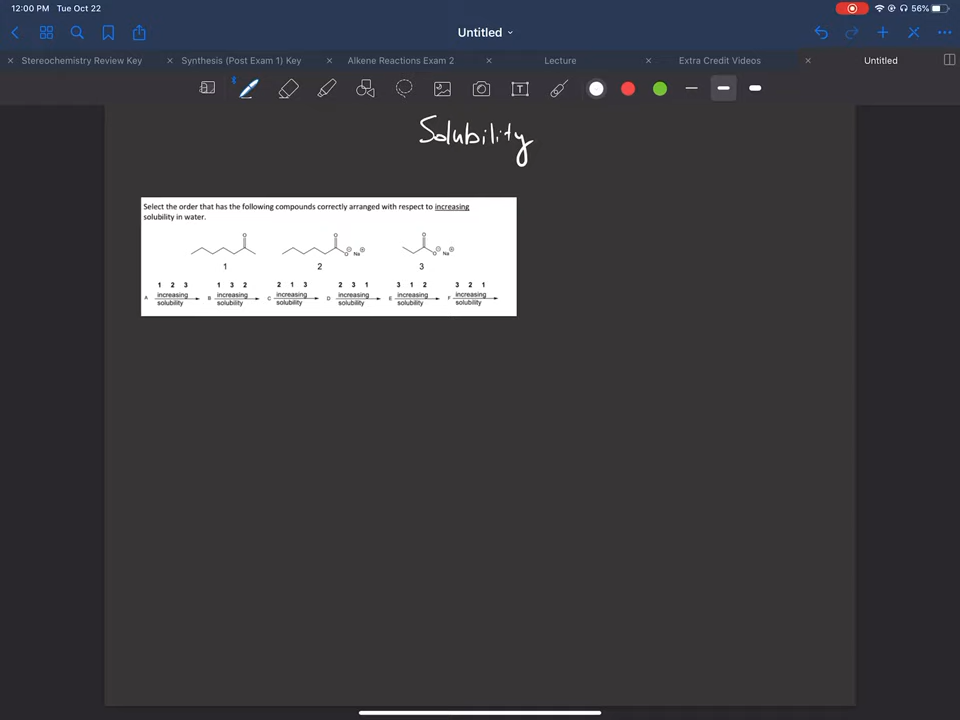 12:00 PM Tue Oct 22
56%
Untitled
Stereochemistry Review Key
Synthesis (Post Exam 1) Key
Alkene Reactions Exam 2
Lecture
Extra Credit Videos
Untitled
T
Solubility
Select the order that has the following compounds correctly arranged with respect to increasing
solubility in water.
O O O
O⊖ Na⊕ O⊖ Na⊕
1 2 3
1 2 3 1 3 2 2 1 3 2 3 1 3 1 2 3 2 1
A increasing B increasing C increasing D increasing E increasing F increasing
solubility solubility solubility solubility solubility solubility